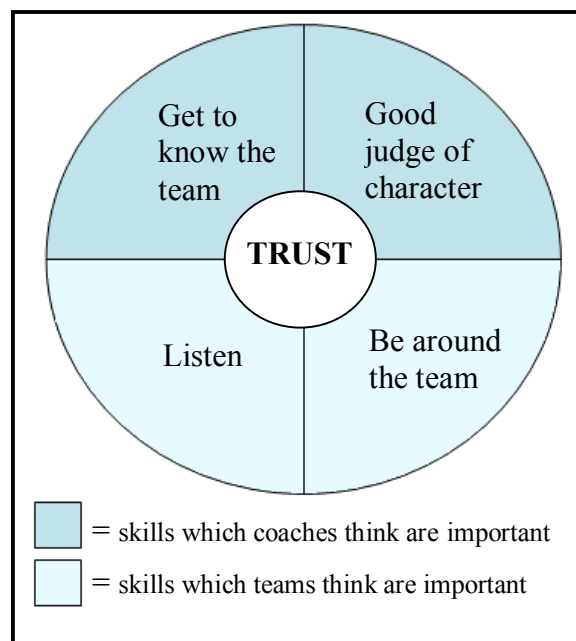 Get to
know the
team
Good
judge of
character
TRUST
Listen
Be around
the team
= skills which coaches think are important
= skills which teams think are important